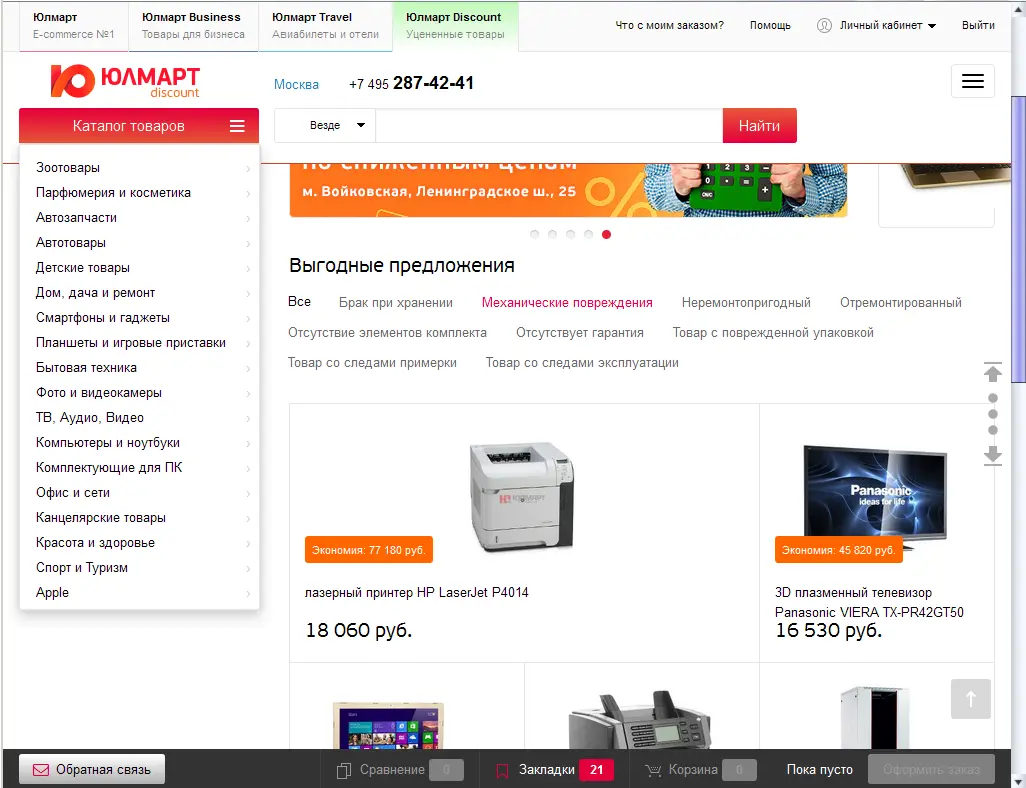 Юлмарт
E-commerce №1
Юлмарт Business
Товары для бизнеса
Юлмарт Travel
Авиабилеты и отели
Юлмарт Discount
Уцененные товары
Что с моим заказом?
Помощь
Личный кабинет
Выйти
ЮЛМАРТ
discount
Москва
+7 495 287-42-41
Каталог товаров
Везде
Найти
Зоотовары
Парфюмерия и косметика
Автозапчасти
Автотовары
Детские товары
Дом, дача и ремонт
Смартфоны и гаджеты
Планшеты и игровые приставки
Бытовая техника
Фото и видеокамеры
ТВ, Аудио, Видео
Компьютеры и ноутбуки
Комплектующие для ПК
Офис и сети
Канцелярские товары
Красота и здоровье
Спорт и Туризм
Apple
по сниженным ценам
м. Войковская, Ленинградское ш., 25
Выгодные предложения
Все Брак при хранении Механические повреждения Неремонтопригодный Отремонтированный
Отсутствие элементов комплекта Отсутствует гарантия Товар с поврежденной упаковкой
Товар со следами примерки Товар со следами эксплуатации
Экономия: 77 180 руб.
лазерный принтер HP LaserJet P4014
18 060 руб.
Panasonic
ideas for life
Экономия: 45 820 руб.
3D плазменный телевизор
Panasonic VIERA TX-PR42GT50
16 530 руб.
Обратная связь
Сравнение 0
Закладки 21
Корзина 0
Пока пусто
Оформить заказ